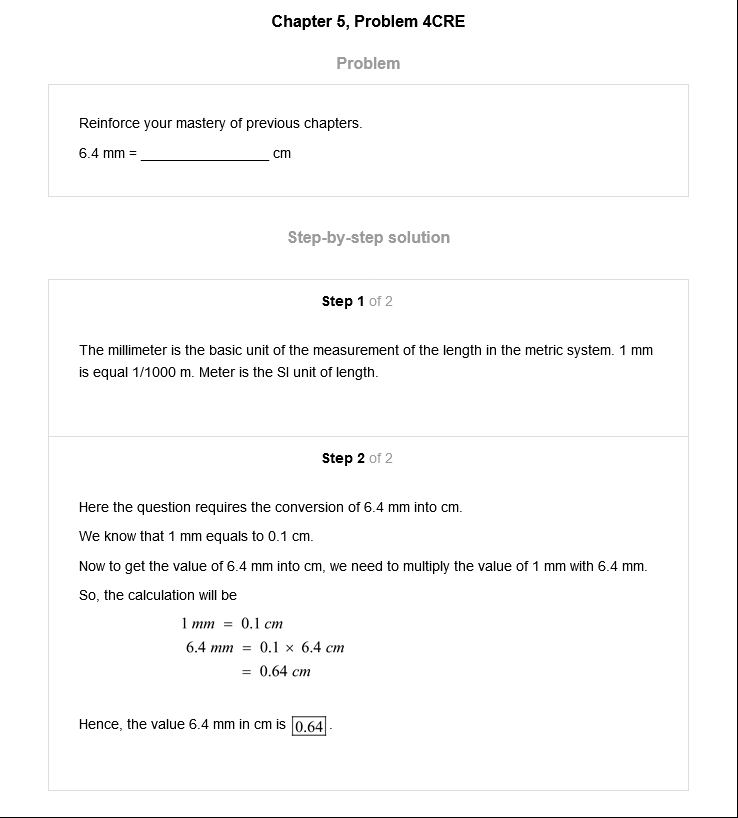 Chapter 5, Problem 4CRE
Problem
Reinforce your mastery of previous chapters.
6.4 mm = ________________ cm
Step-by-step solution
Step 1 of 2
The millimeter is the basic unit of the measurement of the length in the metric system. 1 mm
is equal 1/1000 m. Meter is the SI unit of length.
Step 2 of 2
Here the question requires the conversion of 6.4 mm into cm.
We know that 1 mm equals to 0.1 cm.
Now to get the value of 6.4 mm into cm, we need to multiply the value of 1 mm with 6.4 mm.
So, the calculation will be
1 mm = 0.1 cm
6.4 mm = 0.1 × 6.4 cm
= 0.64 cm
Hence, the value 6.4 mm in cm is 0.64.